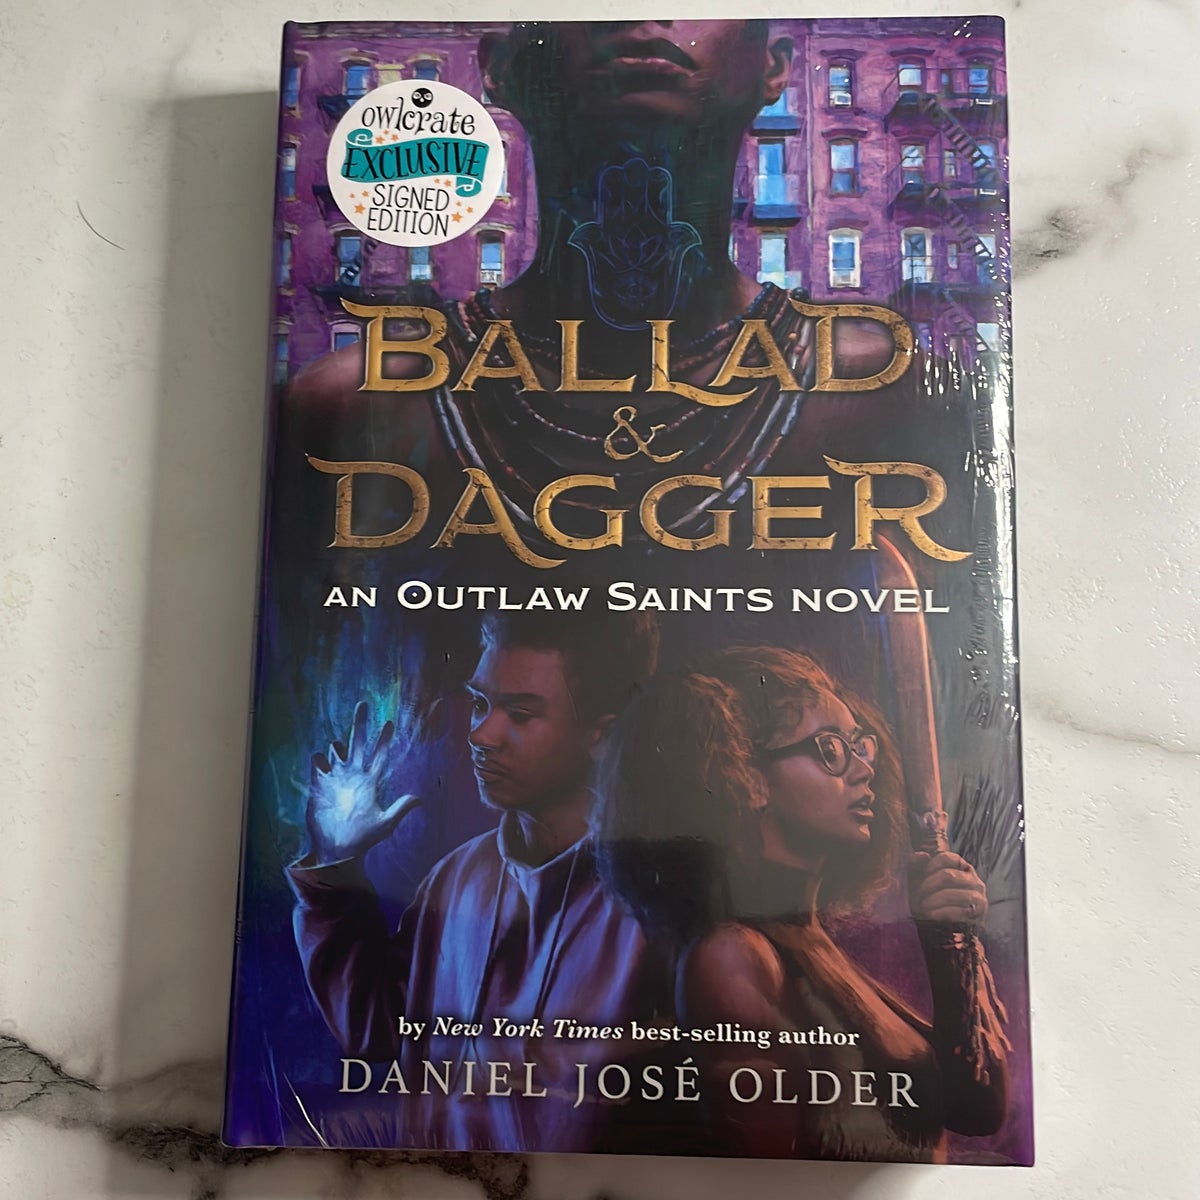 owlcrate
EXCLUSIVE
SIGNED
EDITION
BALLAD
&
DAGGER
AN OUTLAW SAINTS NOVEL
by New York Times best-selling author
DANIEL JOSÉ OLDER